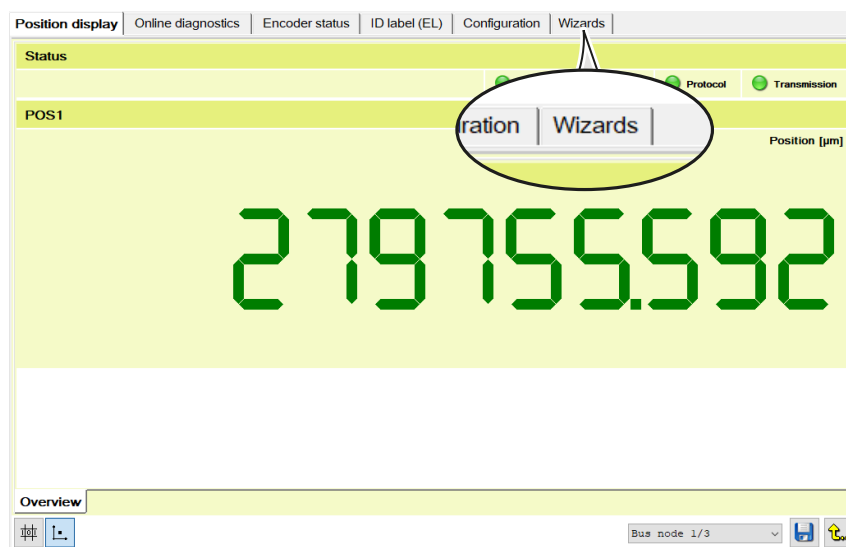 Position display Online diagnostics Encoder status ID label (EL) Configuration Wizards
Status
Protocol Transmission
POS1
ration Wizards
Position [µm]
279755.592
Overview
Bus node 1/3